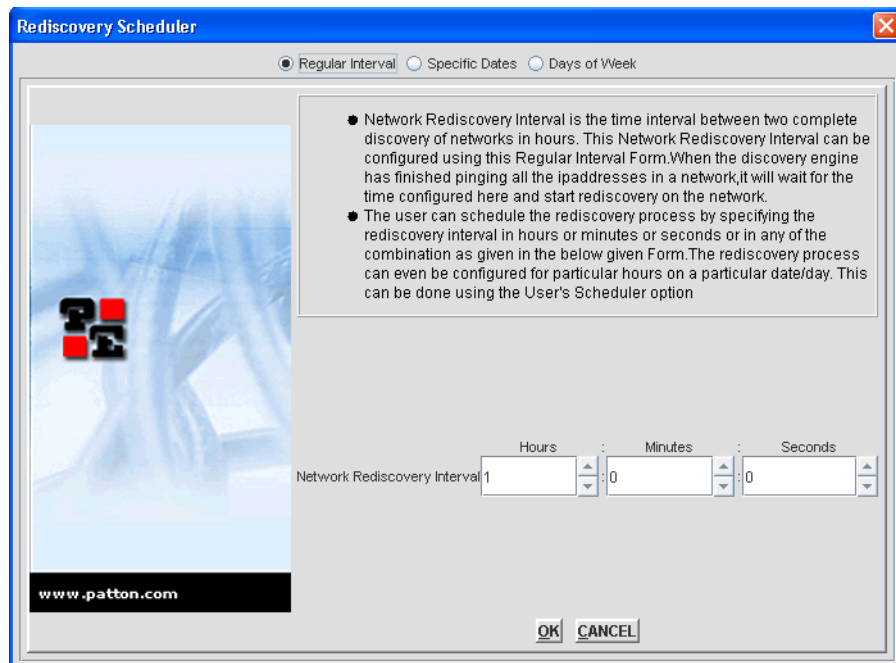 Rediscovery Scheduler
Regular Interval Specific Dates Days of Week
Network Rediscovery Interval is the time interval between two complete
discovery of networks in hours. This Network Rediscovery Interval can be
configured using this Regular Interval Form.When the discovery engine
has finished pinging all the ipaddresses in a network,it will wait for the
time configured here and start rediscovery on the network.
The user can schedule the rediscovery process by specifying the
rediscovery interval in hours or minutes or seconds or in any of the
combination as given in the below given Form.The rediscovery process
can even be configured for particular hours on a particular date/day. This
can be done using the User's Scheduler option
PE
Hours : Minutes : Seconds
Network Rediscovery Interval 1 : 0 : 0
www.patton.com
OK CANCEL